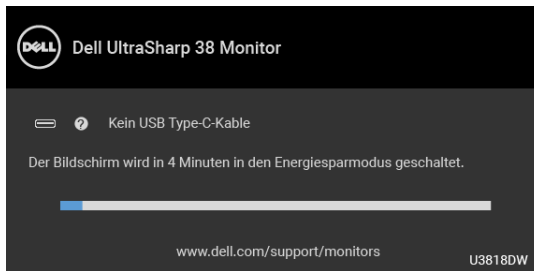 DELL
Dell UltraSharp 38 Monitor
? Kein USB Type-C-Kable
Der Bildschirm wird in 4 Minuten in den Energiesparmodus geschaltet.
www.dell.com/support/monitors
U3818DW